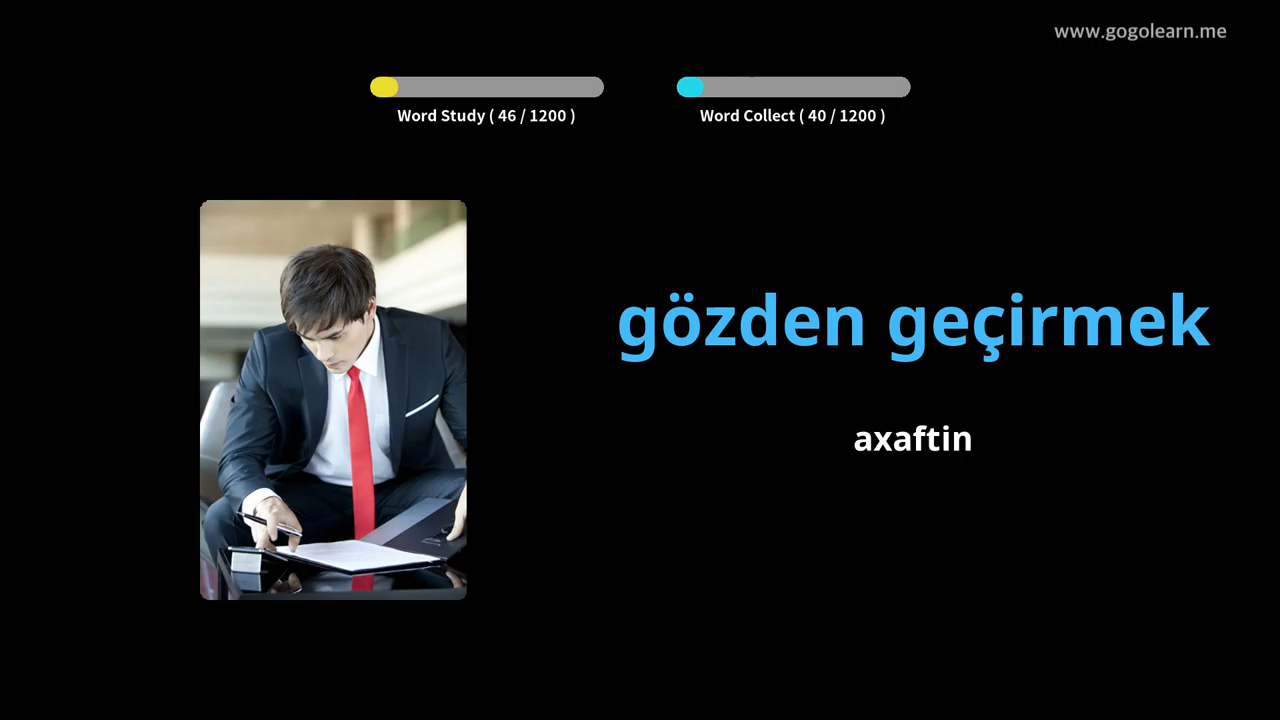 www.gogolearn.me
Word Study ( 46 / 1200 )
Word Collect ( 40 / 1200 )
gözden geçirmek
axaftin